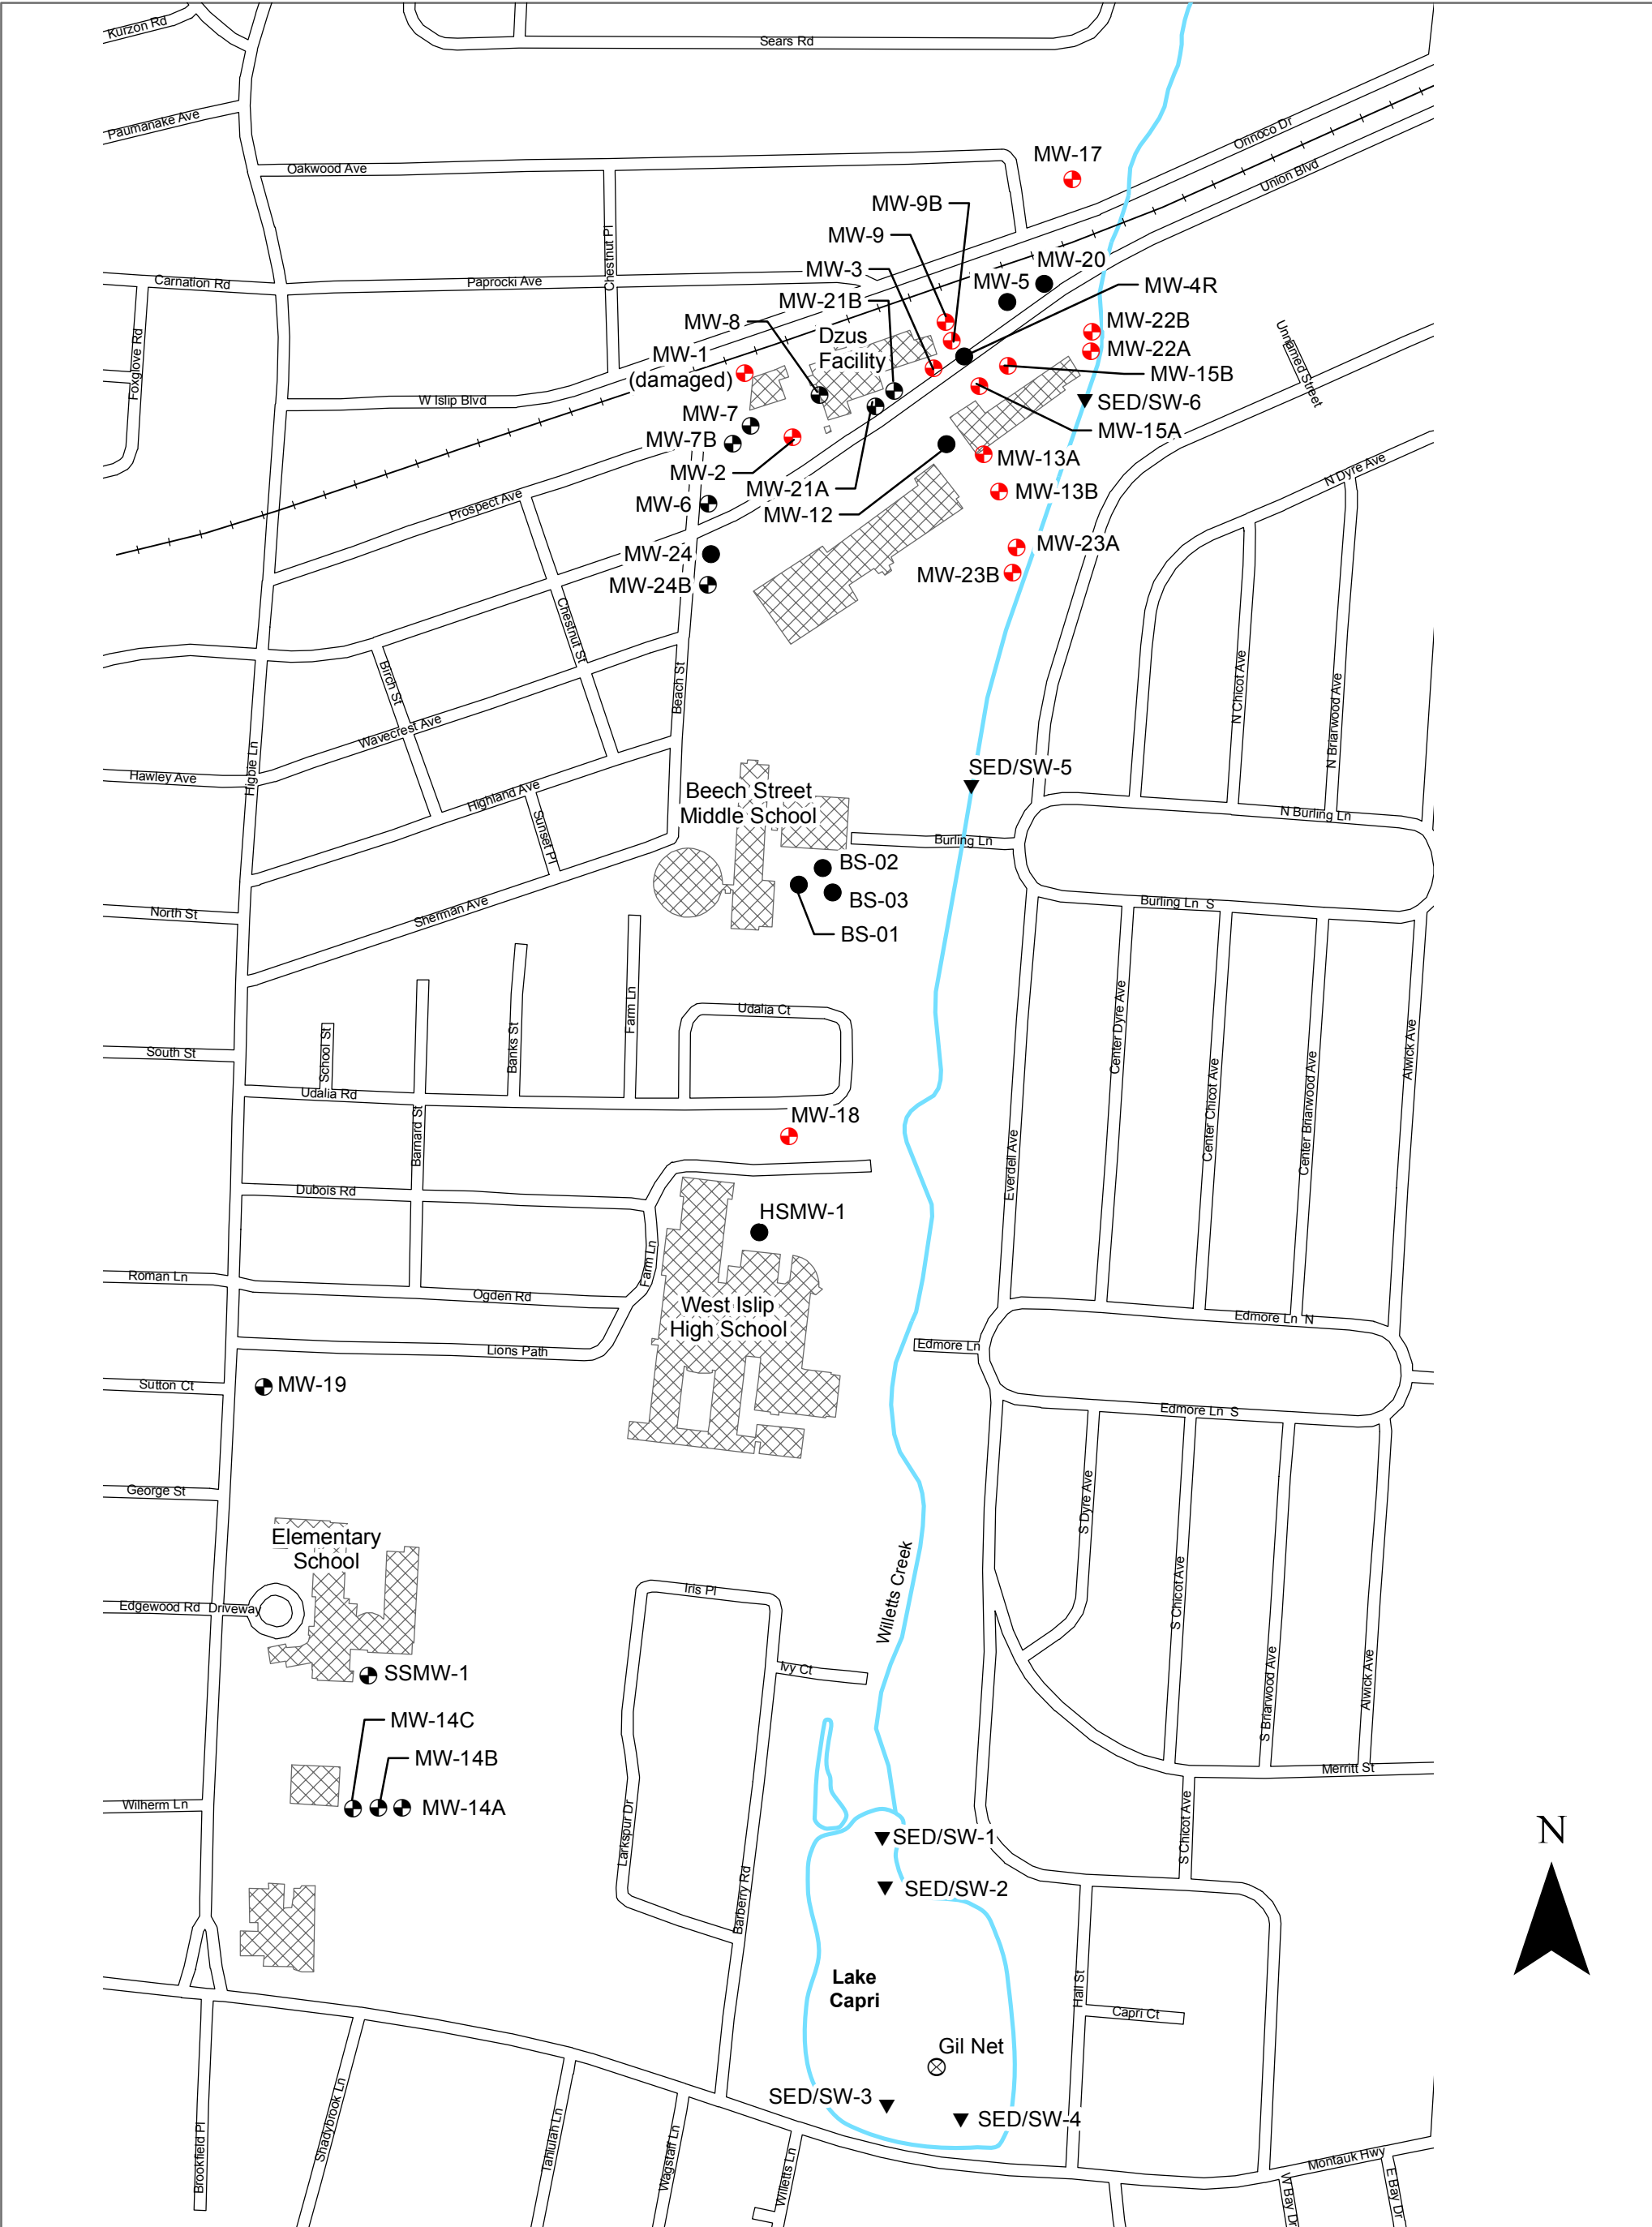 Kurzon Rd
Sears Rd
Paumanake Ave
Orinoco Dr
MW-17
Oakwood Ave
Union Blvd
MW-9B
MW-9
Chestnut Pl
MW-20
MW-3
MW-5
Carnation Rd
Paprocki Ave
MW-4R
MW-21B
MW-8
MW-22B
Dzus
Facility
Unnamed Street
MW-1
(damaged)
MW-22A
Foxglove Rd
MW-15B
W Islip Blvd
SED/SW-6
MW-7
MW-15A
MW-7B
MW-13A
MW-2
N Dyre Ave
MW-21A
MW-13B
Prospect Ave
MW-6
MW-12
MW-24
MW-23A
MW-23B
MW-24B
Chestnut St
Birch St
Beach St
N Chicot Ave
N Briarwood Ave
Wavecrest Ave
Higbie Ln
Hawley Ave
SED/SW-5
Beech Street
Middle School
Highland Ave
N Burling Ln
Sunset Pl
Burling Ln
BS-02
BS-03
Burling Ln S
North St
Sherman Ave
BS-01
Farm Ln
Udalia Ct
Center Dyre Ave
School St
Banks St
Alwick Ave
South St
Udalia Rd
Center Chicot Ave
Center Briarwood Ave
MW-18
Barnard St
Everdell Ave
Dubois Rd
HSMW-1
Farm Ln
Roman Ln
Ogden Rd
West Islip
High School
Edmore Ln N
Edmore Ln
Lions Path
Sutton Ct
MW-19
Edmore Ln S
George St
S Dyre Ave
Elementary
School
Willetts Creek
S Chicot Ave
Iris Pl
Edgewood Rd Driveway
Ivy Ct
SSMW-1
S Briarwood Ave
Alwick Ave
MW-14C
MW-14B
Merritt St
Wilherm Ln
MW-14A
Larkspur Dr
S Chicot Ave
SED/SW-1
N
SED/SW-2
Barberry Rd
Lake
Capri
Hall St
Capri Ct
Gil Net
SED/SW-3
SED/SW-4
Shadybrook Ln
Brookfield Pl
Tahlulah Ln
Wagstaff Ln
Willetts Ln
Montauk Hwy
W Bay Dr
E Bay Dr